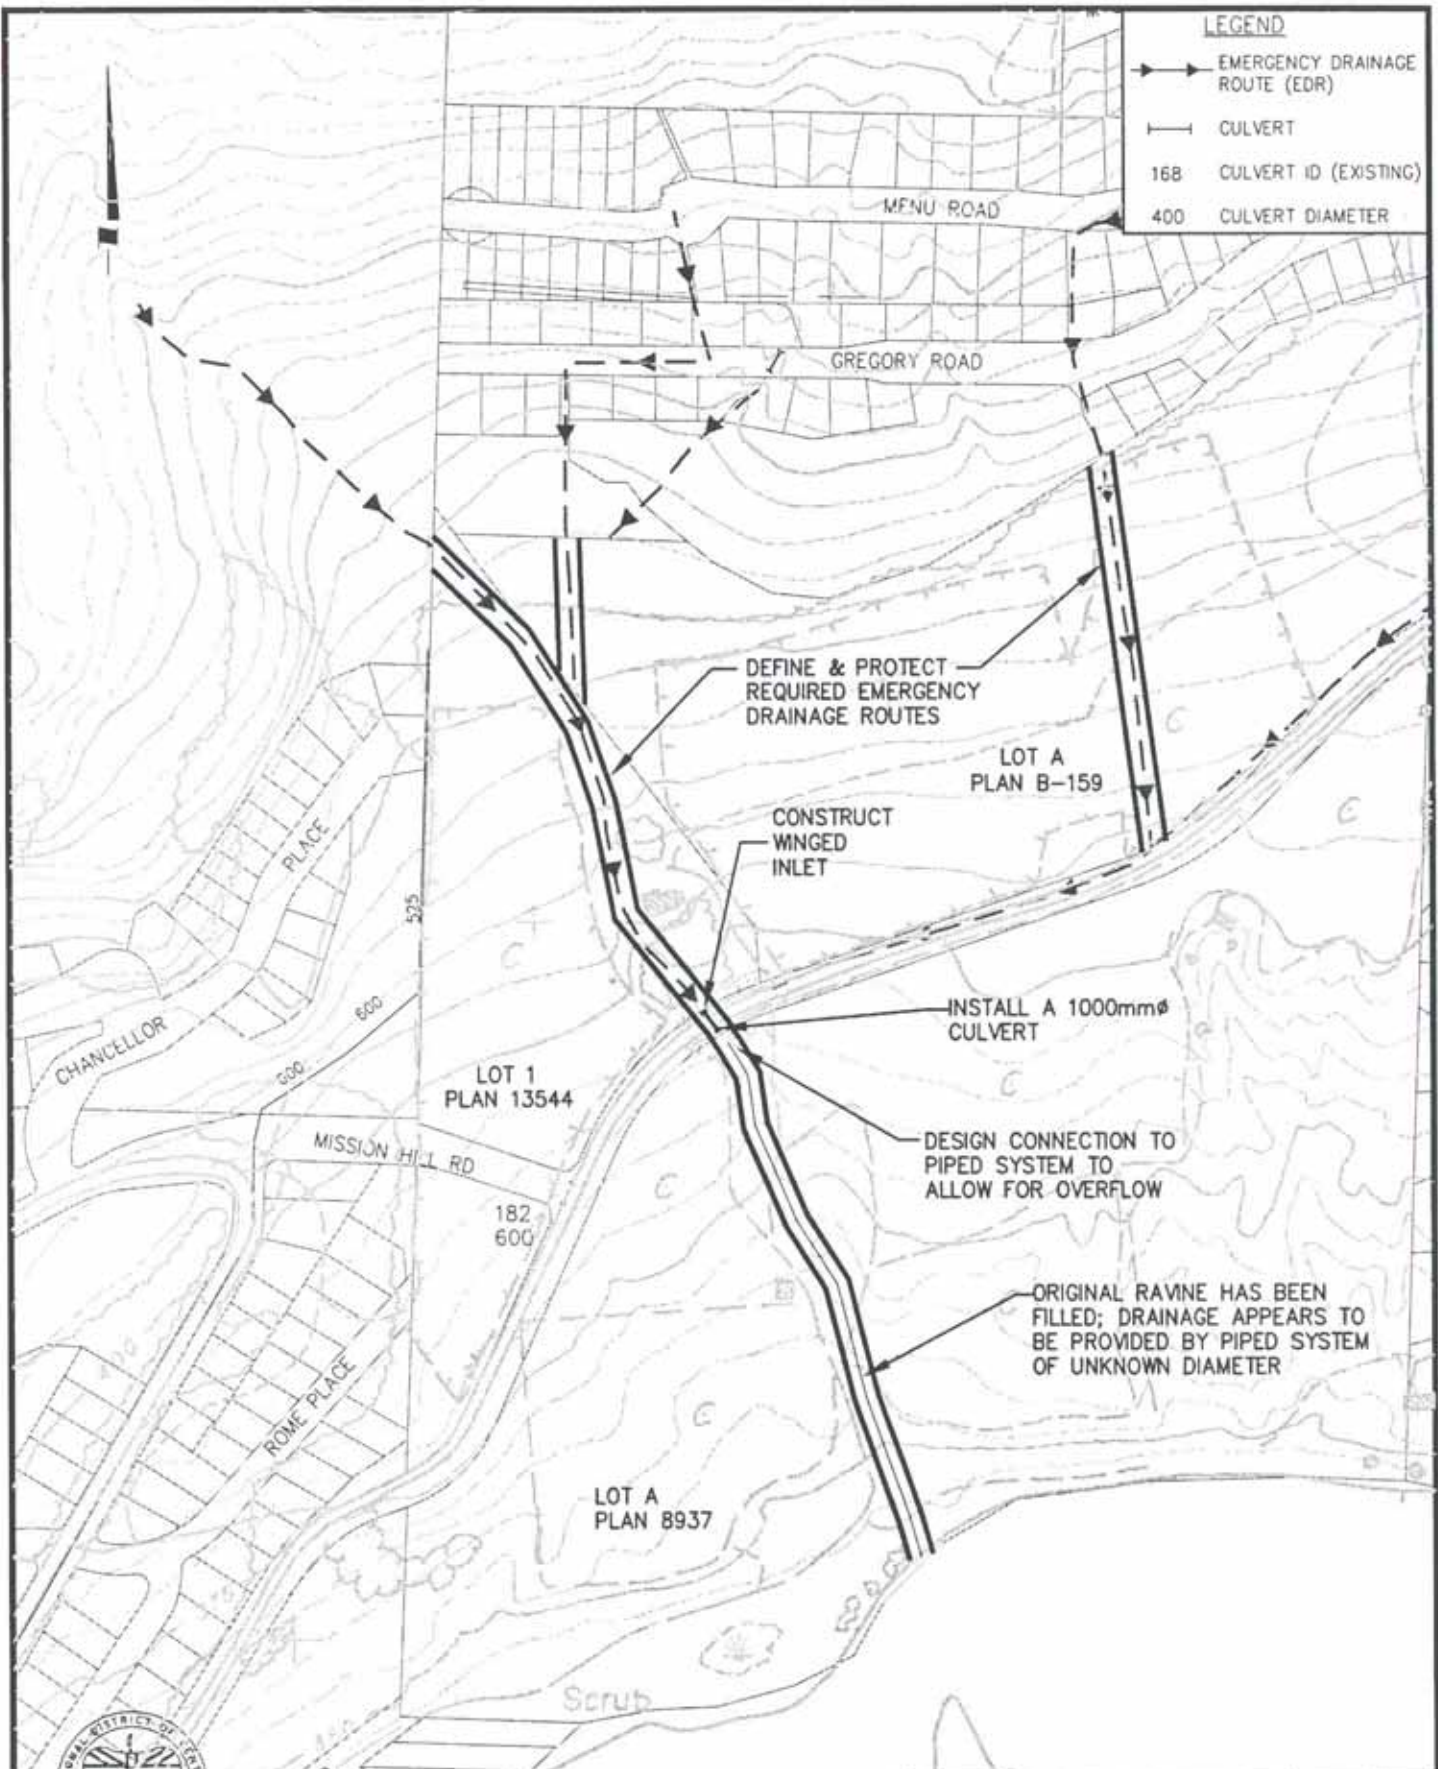 LEGEND
EMERGENCY DRAINAGE
ROUTE (EDR)
CULVERT
168 CULVERT ID (EXISTING)
400 CULVERT DIAMETER
MENU ROAD
GREGORY ROAD
DEFINE & PROTECT
REQUIRED EMERGENCY
DRAINAGE ROUTES
LOT A
PLAN B-159
CONSTRUCT
WINGED
INLET
PLACE
525
C
C
C
INSTALL A 1000mmø
CULVERT
600
CHANCELLOR
600
LOT 1
PLAN 13544
C
MISSION HILL RD
DESIGN CONNECTION TO
PIPED SYSTEM TO
ALLOW FOR OVERFLOW
C
182
600
ORIGINAL RAVINE HAS BEEN
FILLED; DRAINAGE APPEARS TO
BE PROVIDED BY PIPED SYSTEM
OF UNKNOWN DIAMETER
ROME PLACE
C
LOT A
PLAN 8937
Scrub
DISTRICT OF